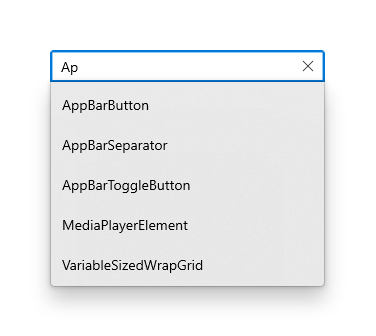 Ap
AppBarButton
AppBarSeparator
AppBarToggleButton
MediaPlayerElement
VariableSizedWrapGrid